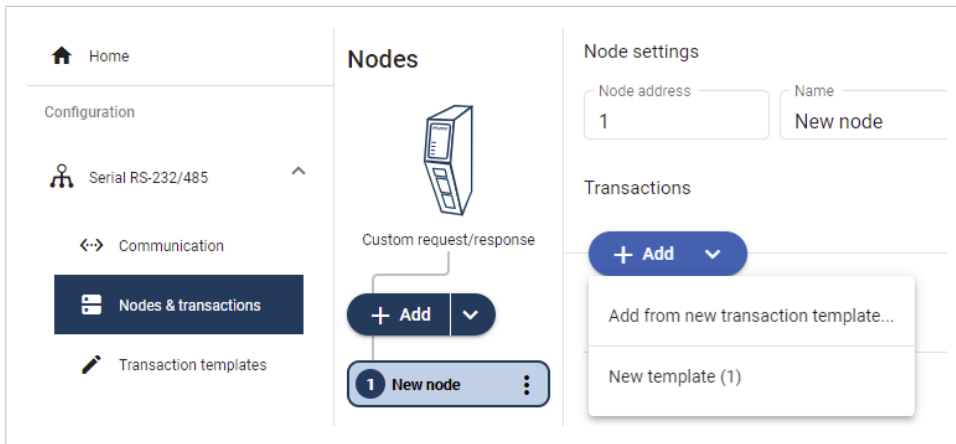 Home
Configuration
Serial RS-232/485
Communication
Nodes & transactions
Transaction templates
Nodes
Custom request/response
+ Add
1 New node
Node settings
Node address
1
Name
New node
Transactions
+ Add
Add from new transaction template...
New template (1)